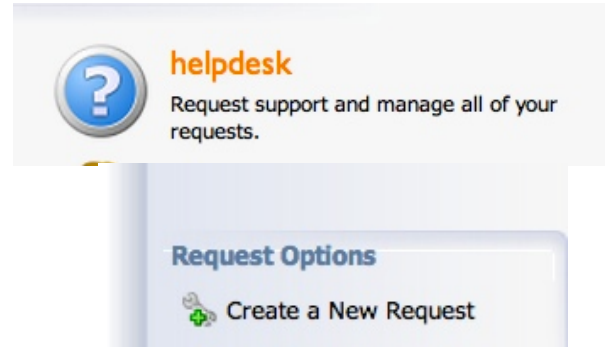 helpdesk
Request support and manage all of your
requests.
Request Options
Create a New Request